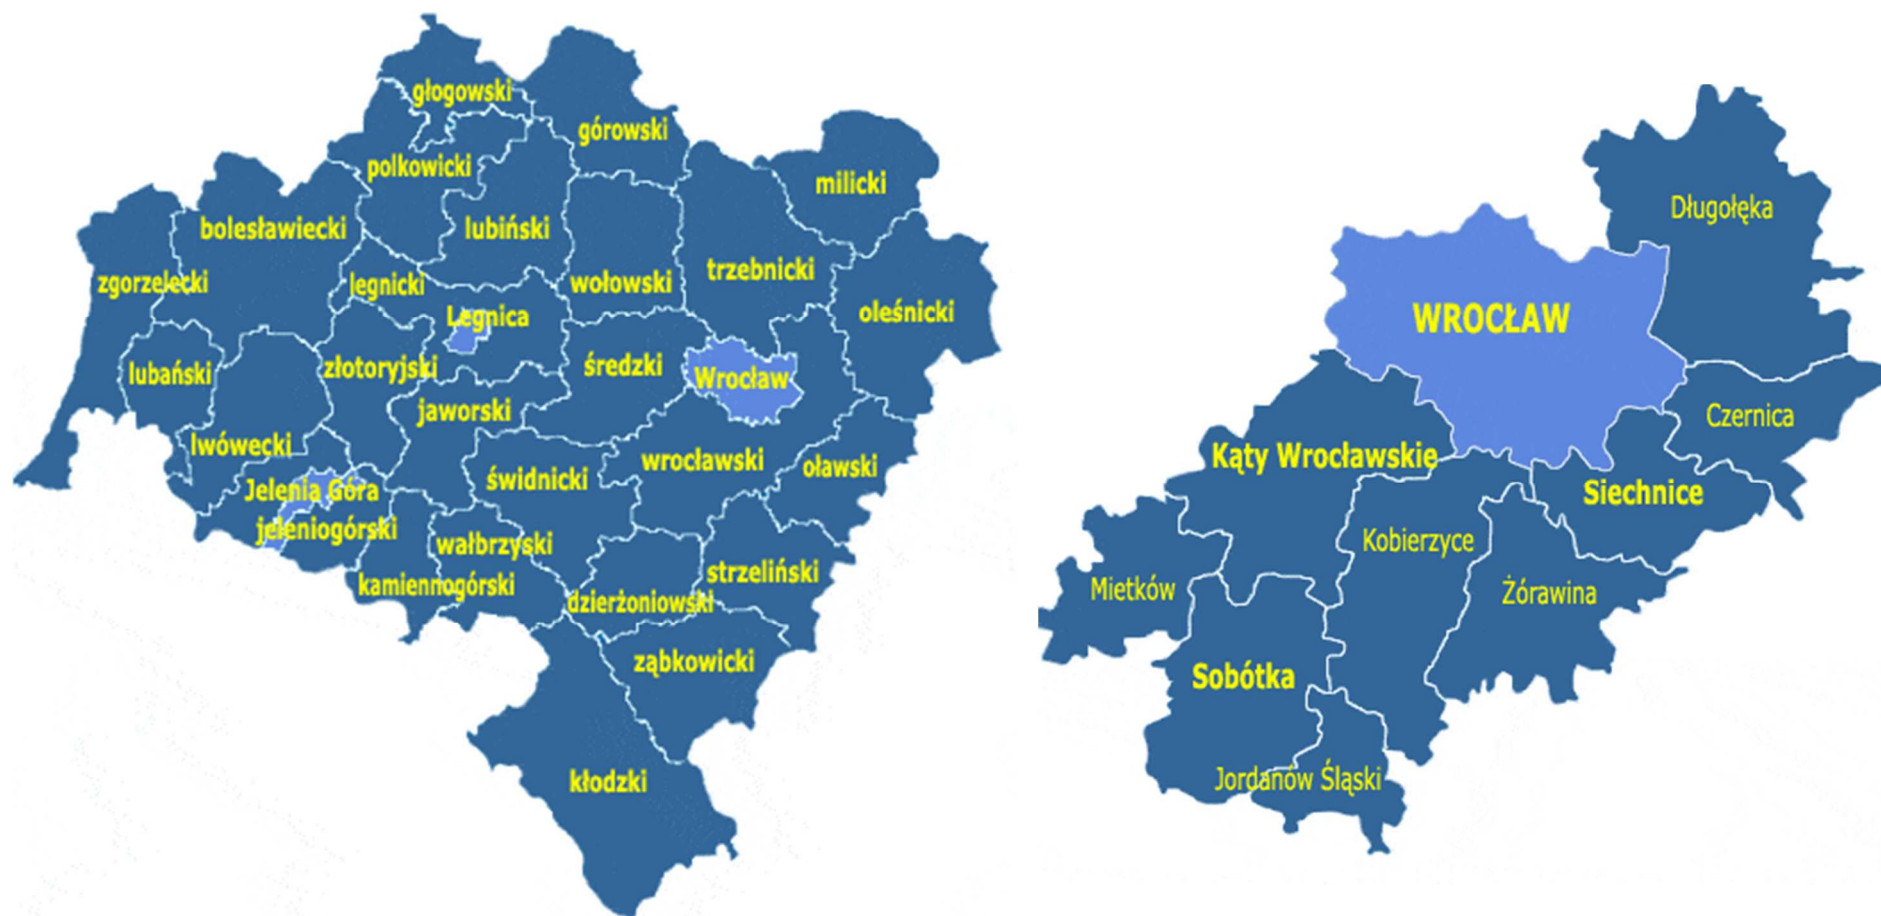 głogowski
górowski
polkowicki
milicki
bolesławiecki
lubiński
zgorzelecki
legnicki
wołowski
trzebnicki
oleśnicki
Legnica
lubański
złotoryjski
średzki
Wrocław
jaworski
lwówecki
wrocławski
oławski
świdnicki
Jelenia Góra
jeleniogórski
wałbrzyski
kamiennogórski
strzeliński
dzierżoniowski
ząbkowicki
kłodzki
Długołęka
WROCŁAW
Czernica
Kąty Wrocławskie
Siechnice
Kobierzyce
Mietków
Żórawina
Sobótka
Jordanów Śląski